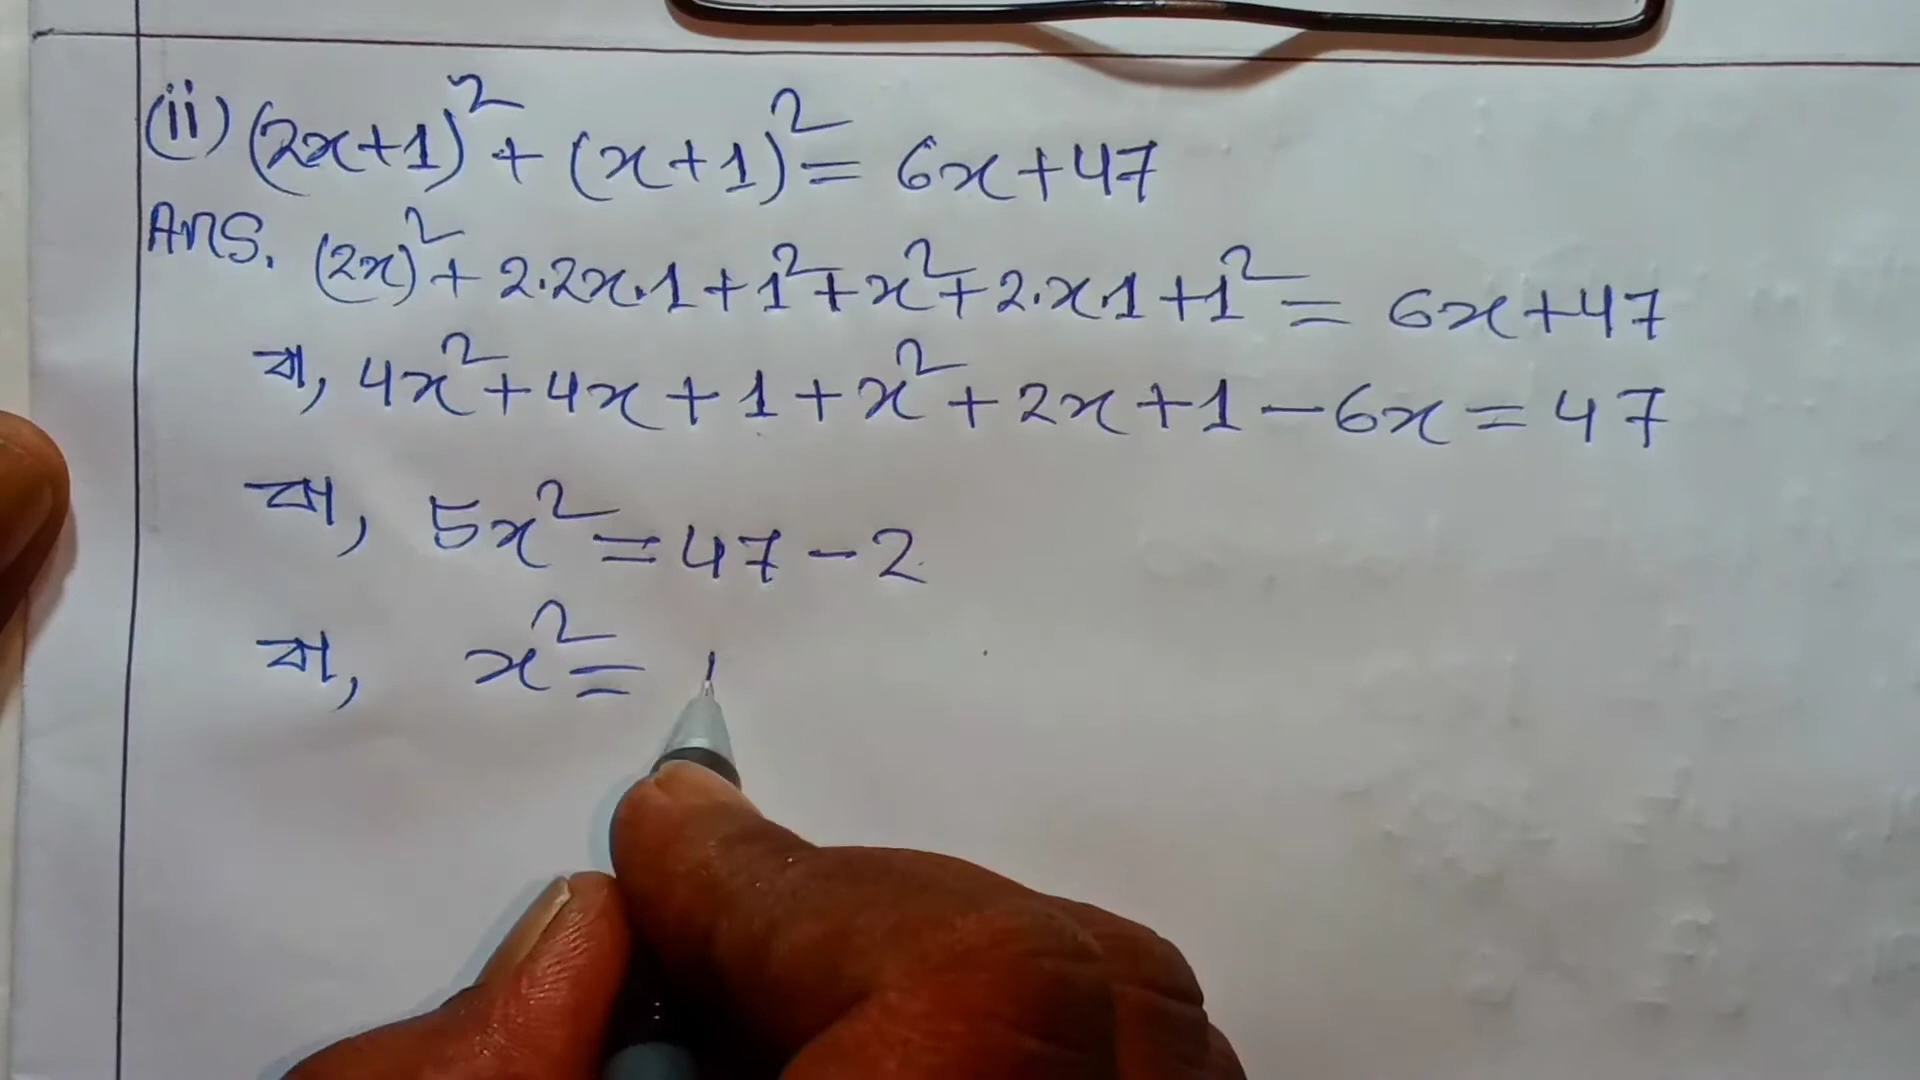 (ii) (2x+1)² + (x+1)² = 6x+47
Ans. (2x)² + 2.2x.1 + 1² + x² + 2.x.1 + 1² = 6x+47
বা, 4x² + 4x + 1 + x² + 2x + 1 - 6x = 47
বা, 5x² = 47 - 2
বা, x² =